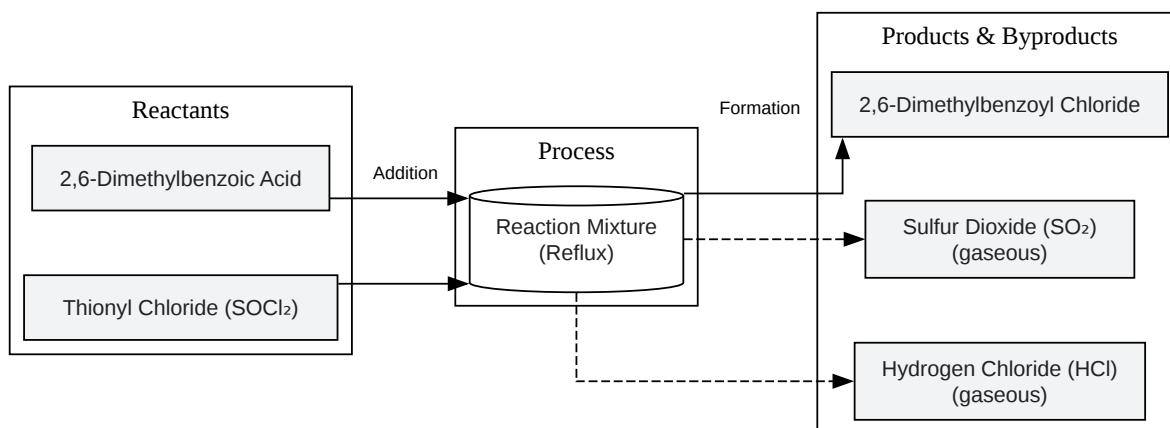 Reactants
2,6-Dimethylbenzoic Acid
Thionyl Chloride (SOCl₂)
Addition
Process
Reaction Mixture
(Reflux)
Formation
Products & Byproducts
2,6-Dimethylbenzoyl Chloride
Sulfur Dioxide (SO₂)
(gaseous)
Hydrogen Chloride (HCl)
(gaseous)